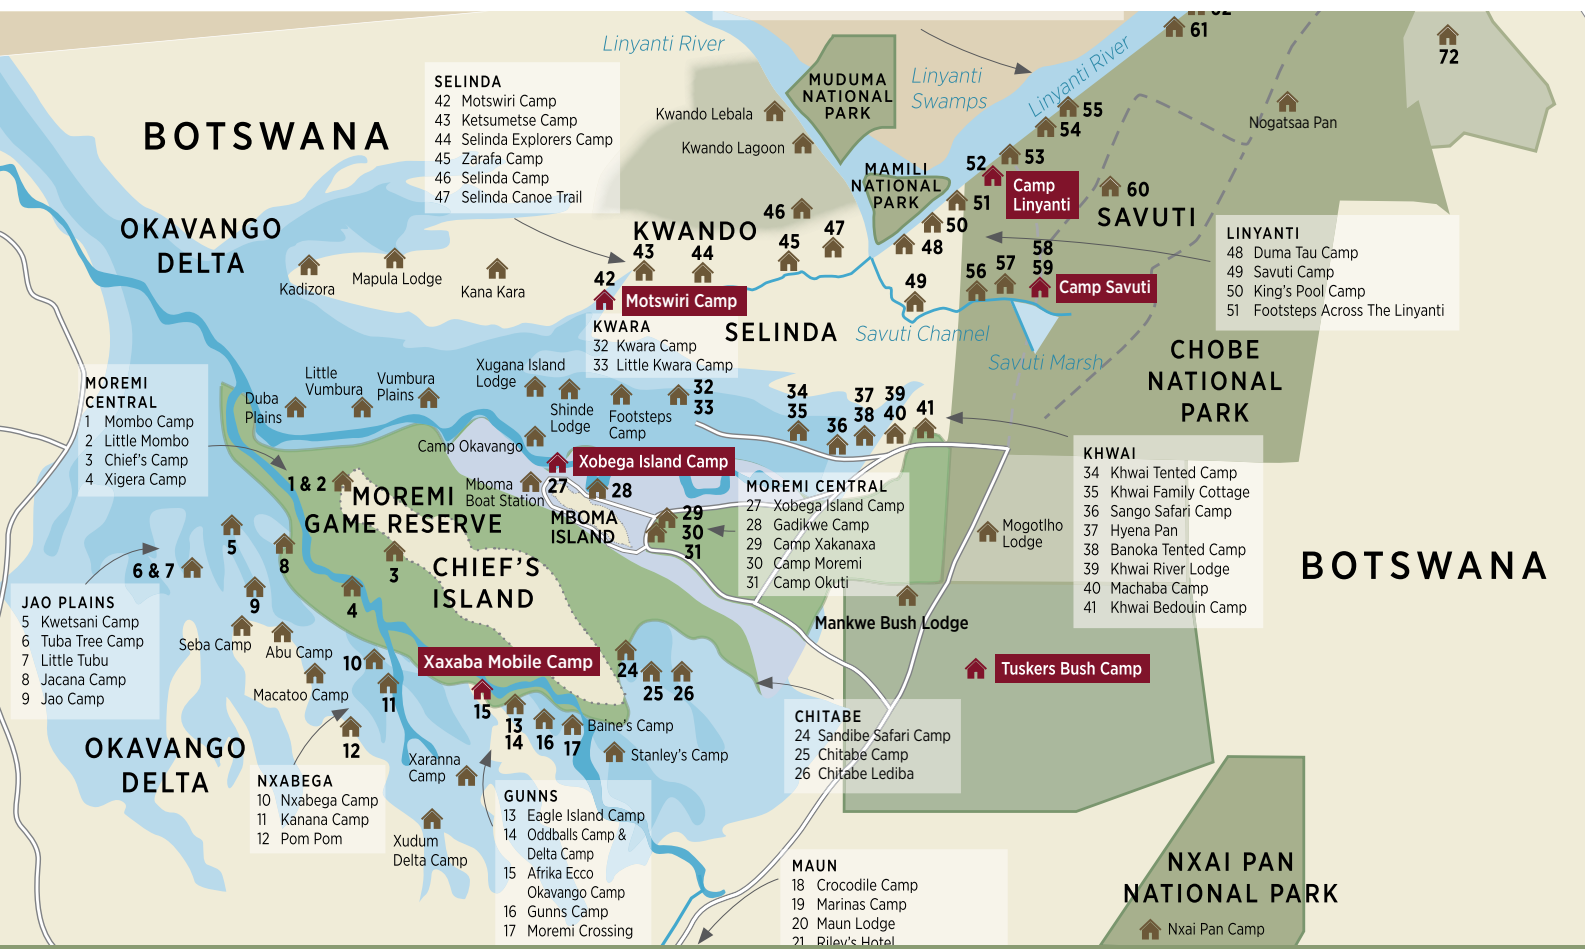 61
72
Linyanti River
Linyanti
Swamps
Linyanti River
MUDUMA
NATIONAL
PARK
Kwando Lebala
Kwando Lagoon
MAMILI
NATIONAL
PARK
55
54
53
52
Camp
Linyanti
51
50
48
60
Nogatsaa Pan
SAVUTI
BOTSWANA
SELINDA
42 Motswiri Camp
43 Ketsumetse Camp
44 Selinda Explorers Camp
45 Zarafa Camp
46 Selinda Camp
47 Selinda Canoe Trail
OKAVANGO
DELTA
Kadizora
Mapula Lodge
Kana Kara
KWANDO
46
47
45
44
43
42
Motswiri Camp
49
56
57
58
59
Camp Savuti
LINYANTI
48 Duma Tau Camp
49 Savuti Camp
50 King's Pool Camp
51 Footsteps Across The Linyanti
KWARA
32 Kwara Camp
33 Little Kwara Camp
SELINDA
Savuti Channel
Savuti Marsh
CHOBE
NATIONAL
PARK
MOREMI
CENTRAL
1 Mombo Camp
2 Little Mombo
3 Chief's Camp
4 Xigera Camp
Duba
Plains
Little
Vumbura
Vumbura
Plains
Xugana Island
Lodge
Shinde
Lodge
Footsteps
Camp
32
33
34
35
36
37
38
39
40
41
Camp Okavango
Xobega Island Camp
Mboma
Boat Station
27
28
1 & 2
MOREMI
GAME RESERVE
MBOMA
ISLAND
29
30
31
MOREMI CENTRAL
27 Xobega Island Camp
28 Gadikwe Camp
29 Camp Xakanaxa
30 Camp Moremi
31 Camp Okuti
Mogotlho
Lodge
KHWAI
34 Khwai Tented Camp
35 Khwai Family Cottage
36 Sango Safari Camp
37 Hyena Pan
38 Banoka Tented Camp
39 Khwai River Lodge
40 Machaba Camp
41 Khwai Bedouin Camp
BOTSWANA
5
6 & 7
8
9
3
4
CHIEF'S
ISLAND
JAO PLAINS
5 Kwetsani Camp
6 Tuba Tree Camp
7 Little Tubu
8 Jacana Camp
9 Jao Camp
Seba Camp
Abu Camp
Macatoo Camp
10
11
12
Xaxaba Mobile Camp
15
13
14
16
17
24
25
26
Baine's Camp
Stanley's Camp
Mankwe Bush Lodge
Tuskers Bush Camp
CHITABE
24 Sandibe Safari Camp
25 Chitabe Camp
26 Chitabe Lediba
OKAVANGO
DELTA
NXABEGA
10 Nxabega Camp
11 Kanana Camp
12 Pom Pom
Xaranna
Camp
Xudum
Delta Camp
GUNNS
13 Eagle Island Camp
14 Oddballs Camp &
Delta Camp
15 Afrika Ecco
Okavango Camp
16 Gunns Camp
17 Moremi Crossing
MAUN
18 Crocodile Camp
19 Marinas Camp
20 Maun Lodge
21 Riley's Hotel
NXAI PAN
NATIONAL PARK
Nxai Pan Camp